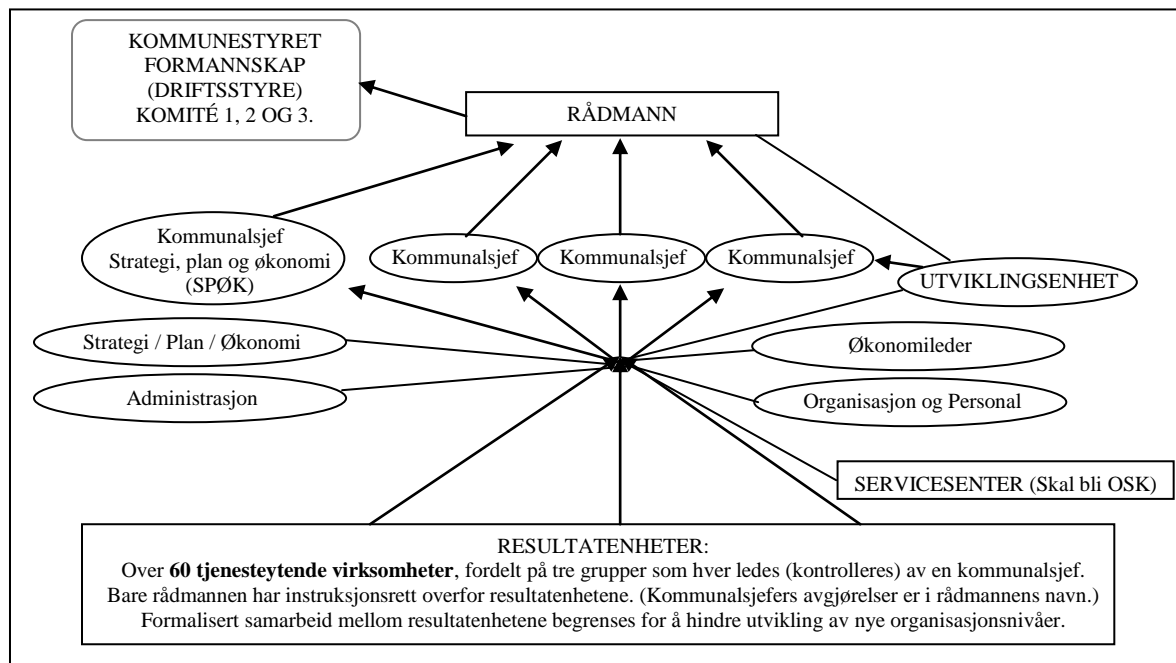 KOMMUNESTYRET
FORMANNSKAP
(DRIFTSSTYRE)
KOMITÉ 1, 2 OG 3.
RÅDMANN
Kommunalsjef
Strategi, plan og økonomi
(SPØK)
Kommunalsjef
Kommunalsjef
Kommunalsjef
UTVIKLINGSENHET
Strategi / Plan / Økonomi
Økonomileder
Administrasjon
Organisasjon og Personal
SERVICESENTER (Skal bli OSK)
RESULTATENHETER:
Over 60 tjenesteytende virksomheter, fordelt på tre grupper som hver ledes (kontrolleres) av en kommunalsjef.
Bare rådmannen har instruksjonsrett overfor resultatenhetene. (Kommunalsjefers avgjørelser er i rådmannens navn.)
Formalisert samarbeid mellom resultatenhetene begrenses for å hindre utvikling av nye organisasjonsnivåer.